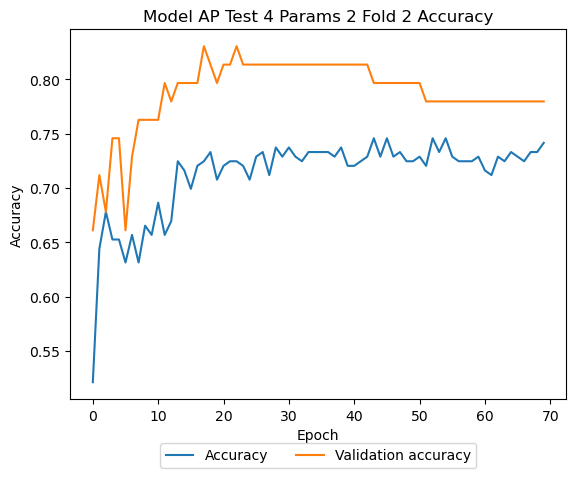 Model AP Test 4 Params 2 Fold 2 Accuracy
Accuracy
0.80
0.75
0.70
0.65
0.60
0.55
0 10 20 30 40 50 60 70
Epoch
Accuracy Validation accuracy